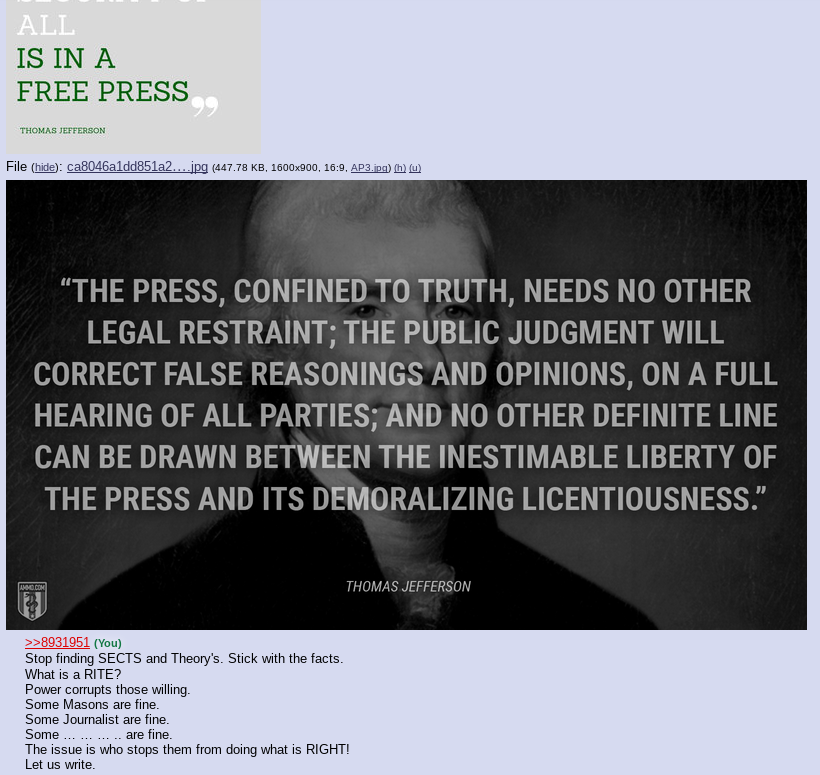 ALL
IS IN A
FREE PRESS”
THOMAS JEFFERSON
File (hide): ca8046a1dd851a2….jpg (447.78 KB, 1600x900, 16:9, AP3.jpg) (h) (u)
“THE PRESS, CONFINED TO TRUTH, NEEDS NO OTHER
LEGAL RESTRAINT; THE PUBLIC JUDGMENT WILL
CORRECT FALSE REASONINGS AND OPINIONS, ON A FULL
HEARING OF ALL PARTIES; AND NO OTHER DEFINITE LINE
CAN BE DRAWN BETWEEN THE INESTIMABLE LIBERTY OF
THE PRESS AND ITS DEMORALIZING LICENTIOUSNESS.”
THOMAS JEFFERSON
AMMO.COM
>>8931951 (You)
Stop finding SECTS and Theory's. Stick with the facts.
What is a RITE?
Power corrupts those willing.
Some Masons are fine.
Some Journalist are fine.
Some … … … .. are fine.
The issue is who stops them from doing what is RIGHT!
Let us write.